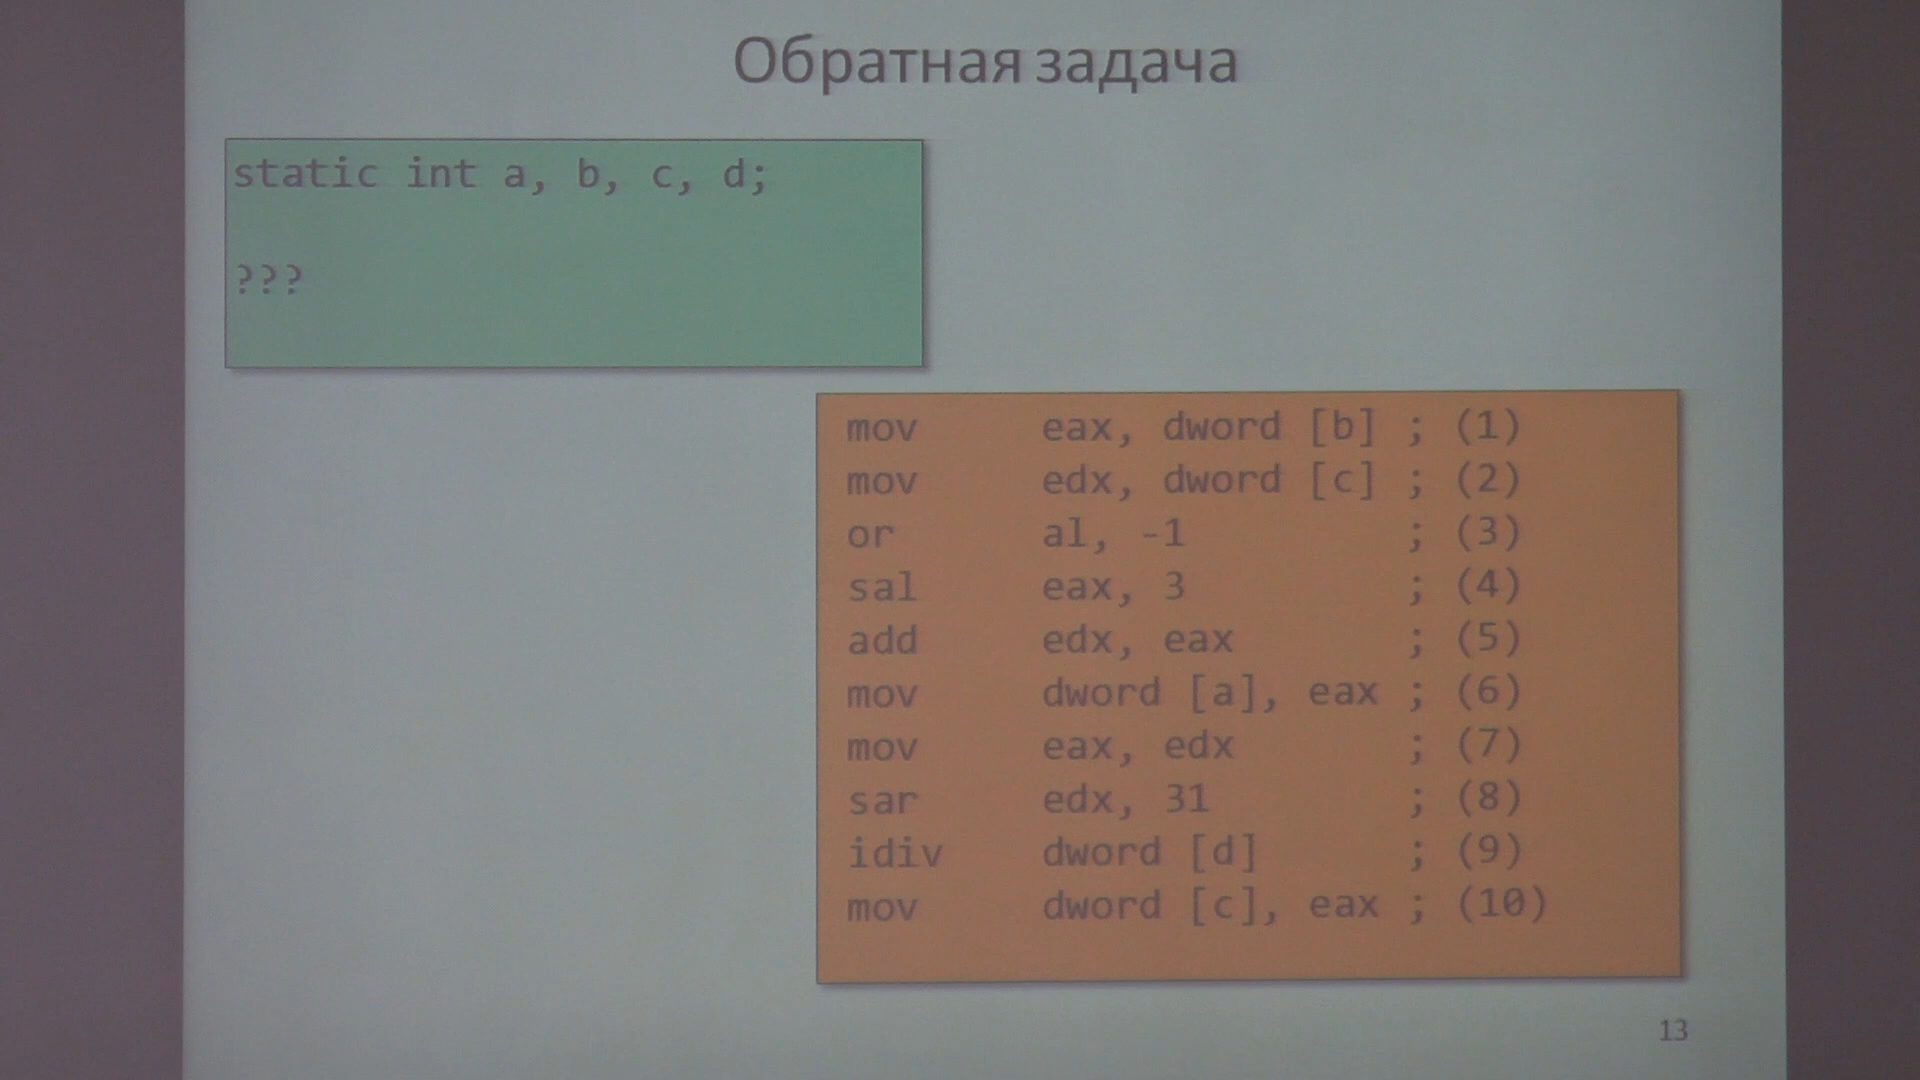 Обратная задача
static int a, b, c, d;
???
mov eax, dword [b] ; (1)
mov edx, dword [c] ; (2)
or al, -1 ; (3)
sal eax, 3 ; (4)
add edx, eax ; (5)
mov dword [a], eax ; (6)
mov eax, edx ; (7)
sar edx, 31 ; (8)
idiv dword [d] ; (9)
mov dword [c], eax ; (10)
13